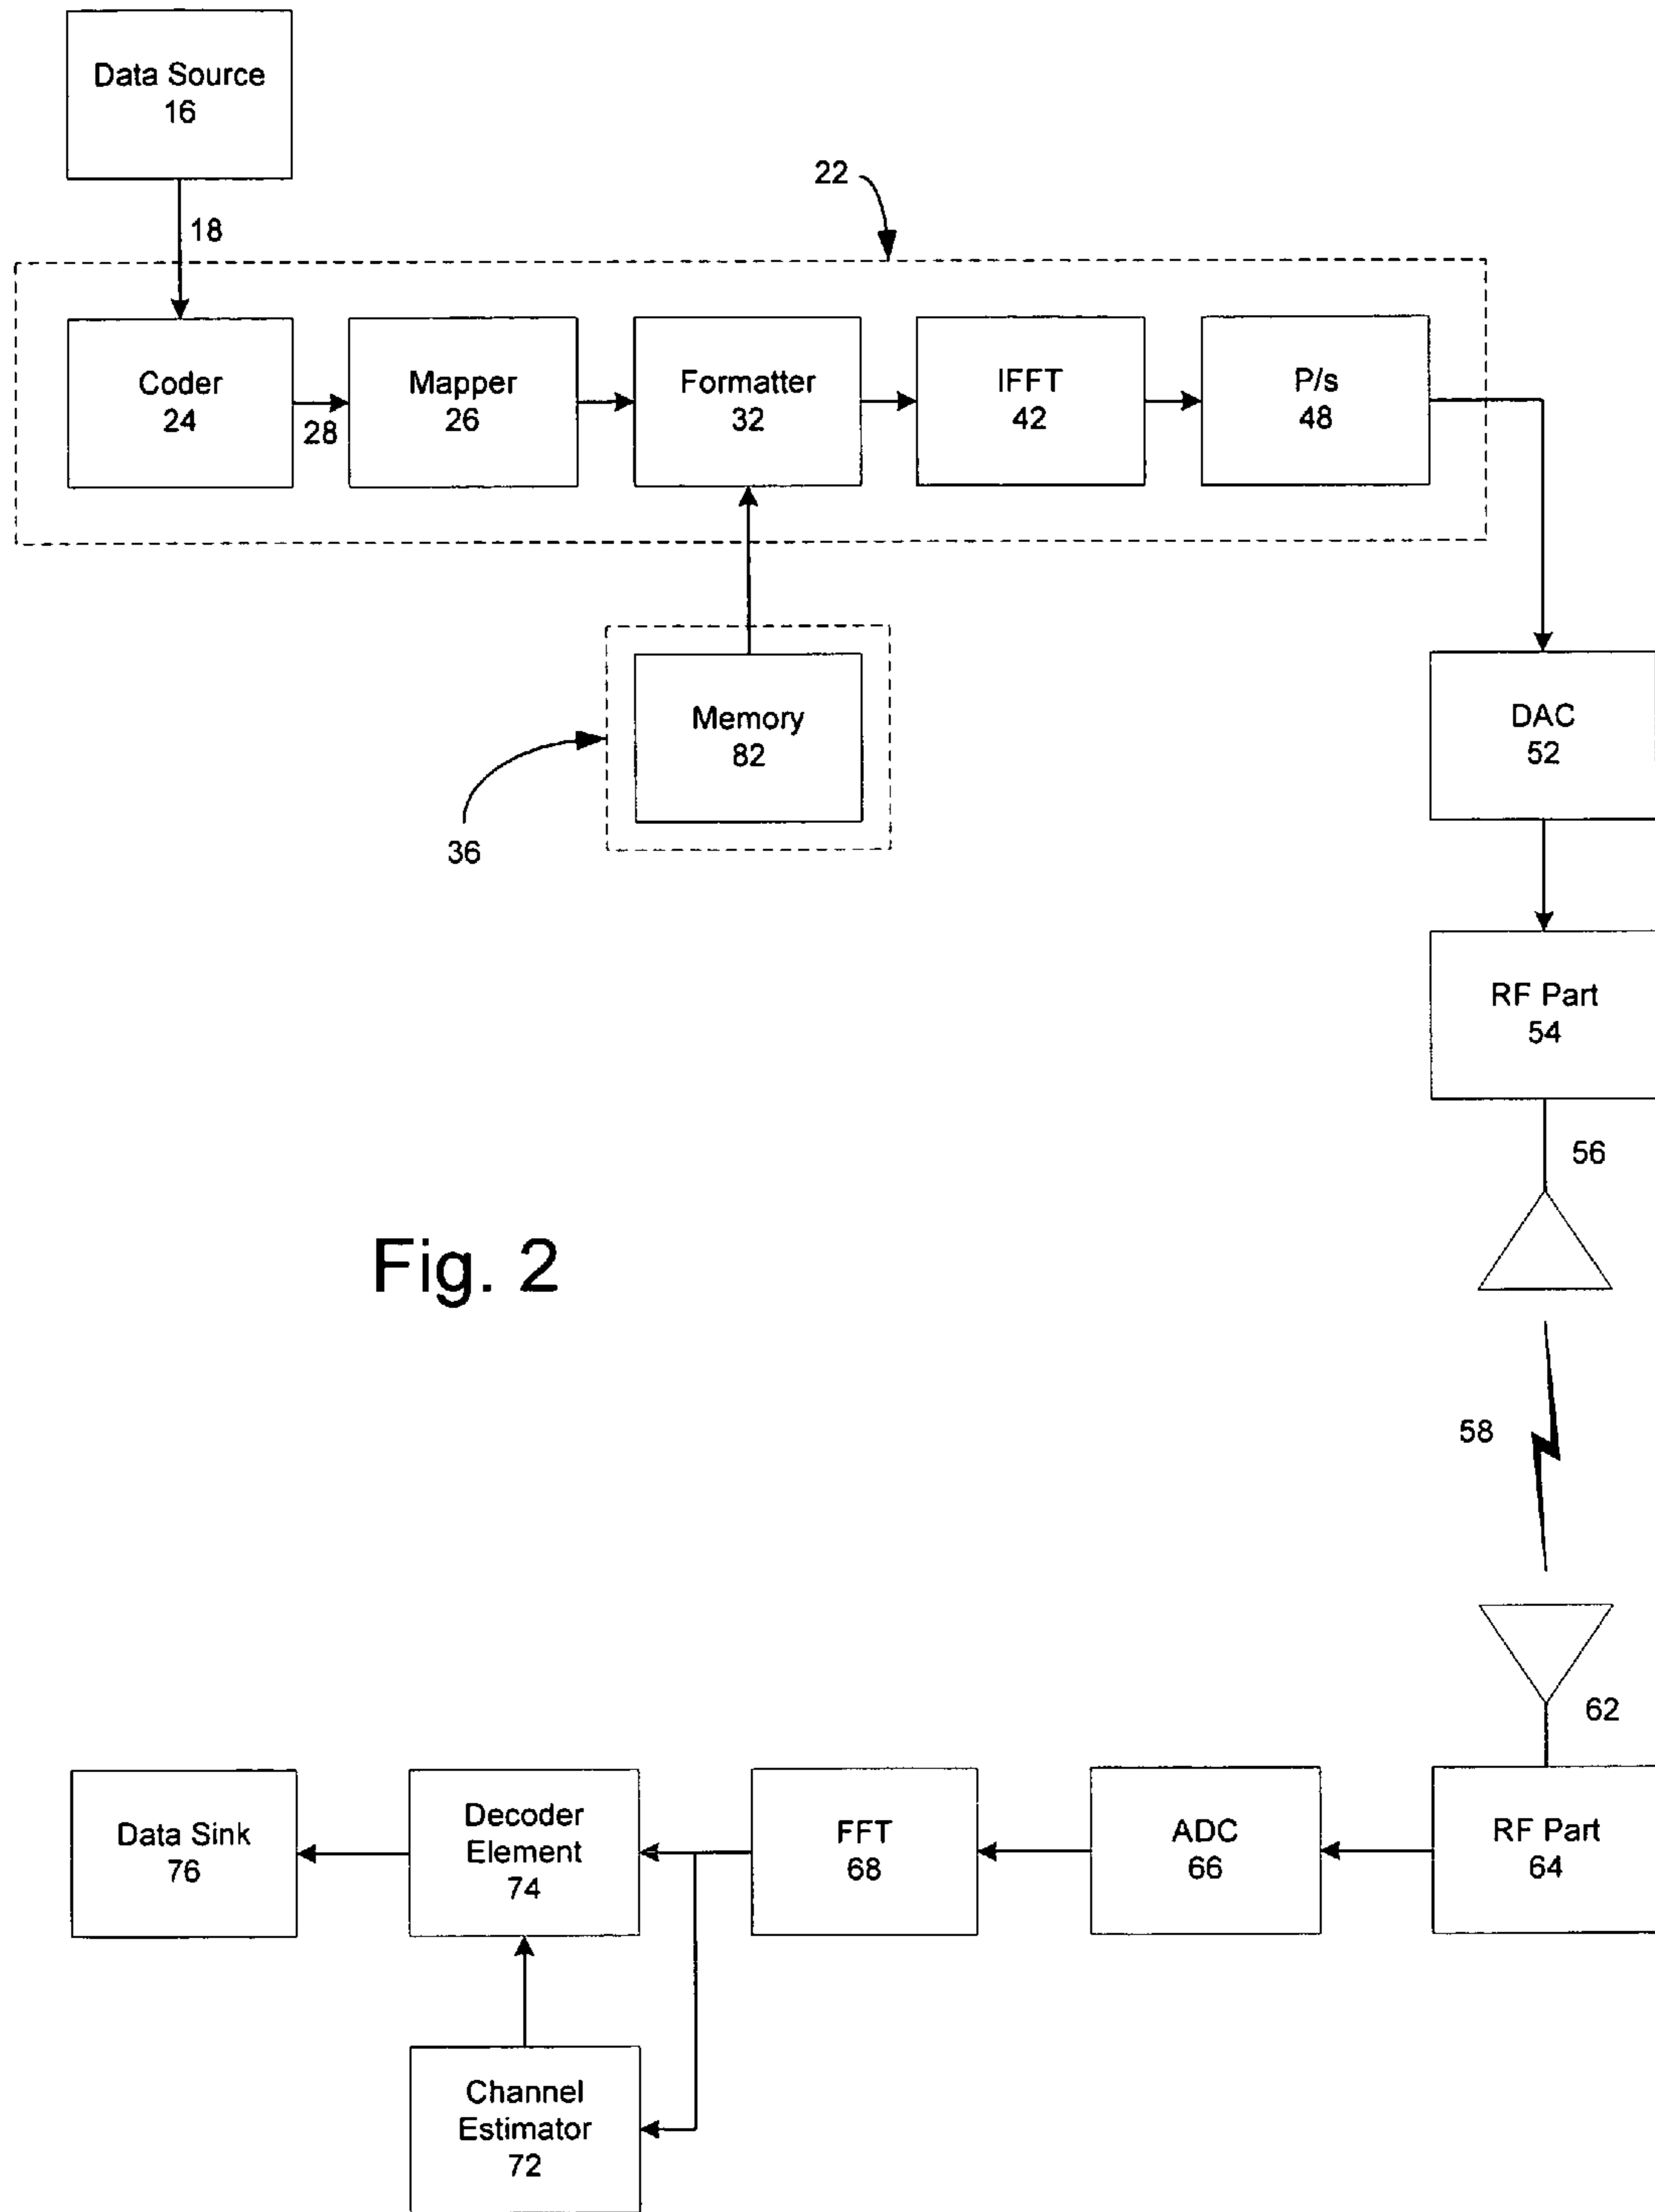 Data Source
16
22
18
Coder
24
28
Mapper
26
Formatter
32
IFFT
42
P/s
48
Memory
82
36
DAC
52
RF Part
54
56
Fig. 2
58
62
Data Sink
76
Decoder
Element
74
FFT
68
ADC
66
RF Part
64
Channel
Estimator
72